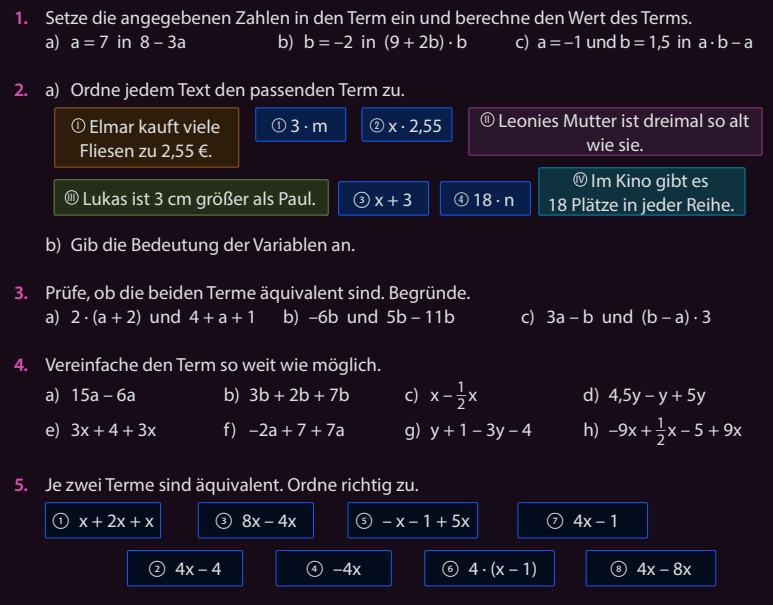 1. Setze die angegebenen Zahlen in den Term ein und berechne den Wert des Terms.
a) a = 7 in 8 – 3a b) b = –2 in (9 + 2b) · b c) a = –1 und b = 1,5 in a · b – a
2. a) Ordne jedem Text den passenden Term zu.
Ⓘ Elmar kauft viele
Fliesen zu 2,55 €.
① 3 · m
② x · 2,55
Ⓘ Leonies Mutter ist dreimal so alt
wie sie.
Ⓘ Lukas ist 3 cm größer als Paul.
③ x + 3
④ 18 · n
Ⓘ Im Kino gibt es
18 Plätze in jeder Reihe.
b) Gib die Bedeutung der Variablen an.
3. Prüfe, ob die beiden Terme äquivalent sind. Begründe.
a) 2 · (a + 2) und 4 + a + 1 b) –6b und 5b – 11b c) 3a – b und (b – a) · 3
4. Vereinfache den Term so weit wie möglich.
a) 15a – 6a b) 3b + 2b + 7b c) x – 1/2 x d) 4,5y – y + 5y
e) 3x + 4 + 3x f) –2a + 7 + 7a g) y + 1 – 3y – 4 h) –9x + 1/2 x – 5 + 9x
5. Je zwei Terme sind äquivalent. Ordne richtig zu.
① x + 2x + x ③ 8x – 4x ⑤ – x – 1 + 5x ⑦ 4x – 1
② 4x – 4 ④ –4x ⑥ 4 · (x – 1) ⑧ 4x – 8x